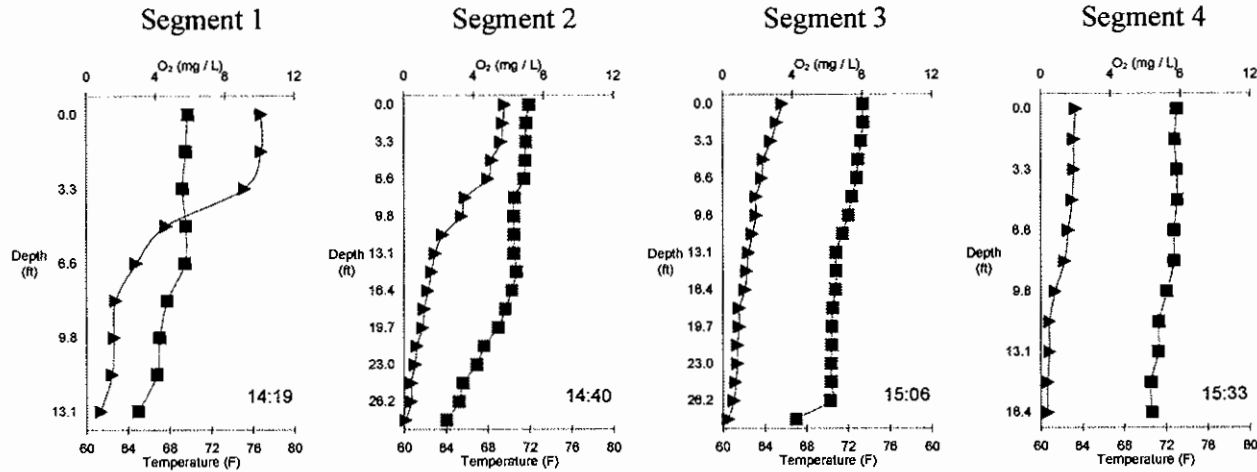 Segment 1
O₂ (mg / L)
0 4 8 12
0.0
3.3
Depth
(ft)
6.6
9.8
13.1
14:19
60 64 68 72 76 80
Temperature (F)
Segment 2
O₂ (mg / L)
0 4 8 12
0.0
3.3
6.6
9.8
Depth
(ft)
13.1
16.4
19.7
23.0
26.2
14:40
60 64 68 72 76 80
Temperature (F)
Segment 3
O₂ (mg / L)
0 4 8 12
0.0
3.3
6.6
9.8
Depth
(ft)
13.1
16.4
19.7
23.0
26.2
15:06
60 64 68 72 76 80
Temperature (F)
Segment 4
O₂ (mg / L)
0 4 8 12
0.0
3.3
6.6
Depth
(ft)
9.8
13.1
16.4
15:33
60 64 68 72 76 80
Temperature (F)